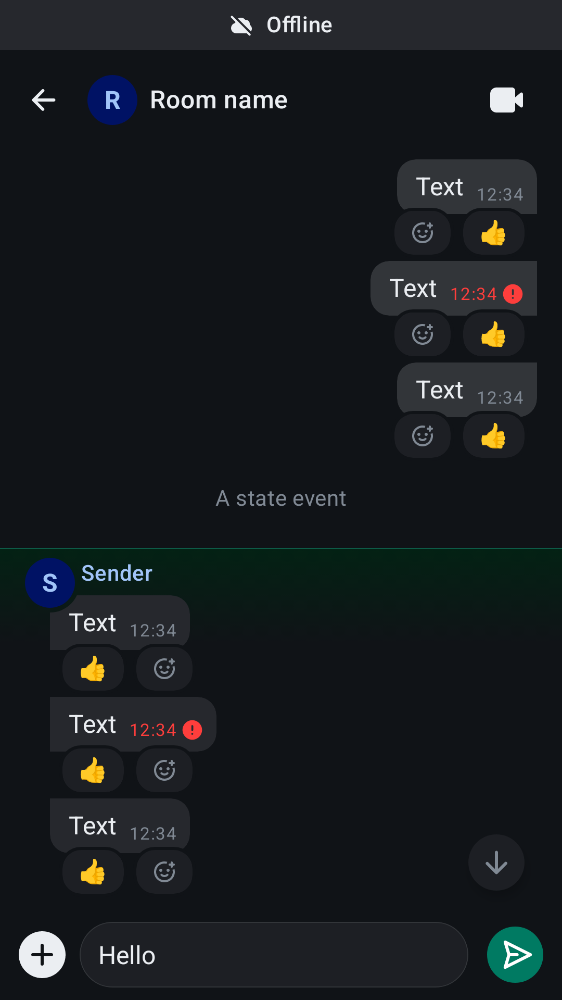 Offline
R Room name
Text 12:34
👍
Text 12:34
👍
Text 12:34
👍
A state event
S Sender
Text 12:34
👍
Text 12:34
👍
Text 12:34
👍
Hello